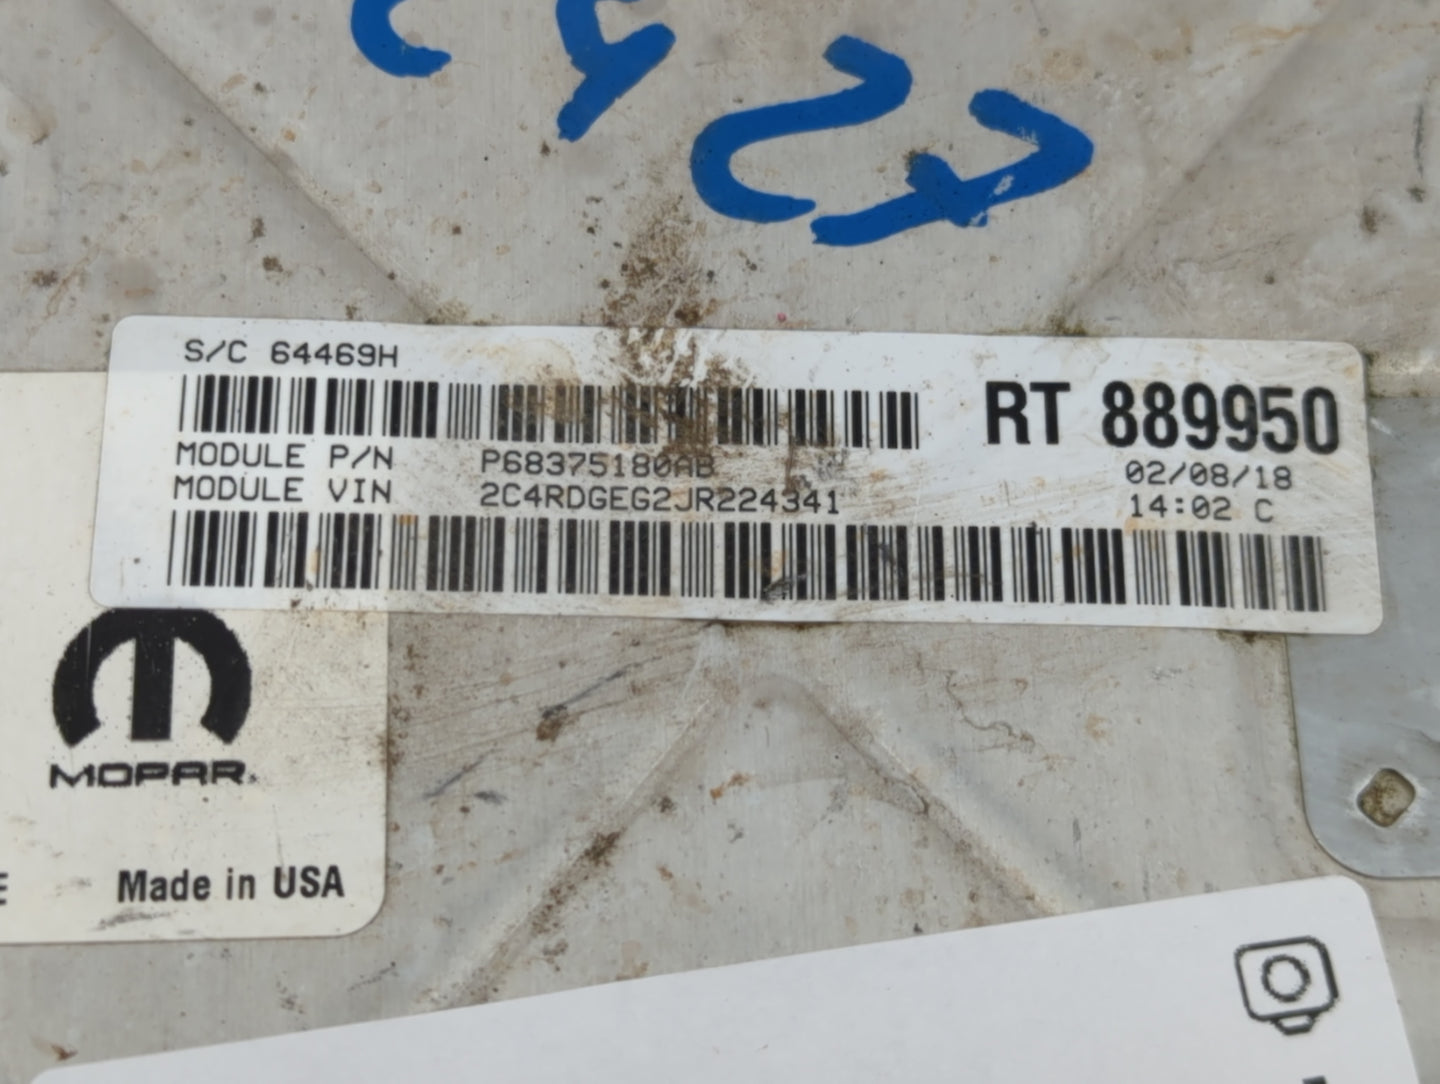 S/C 64469H
RT 889950
MODULE P/N P68375180AB
02/08/18
MODULE VIN 2C4RDGEG2JR224341
14:02 C
MOPAR
Made in USA